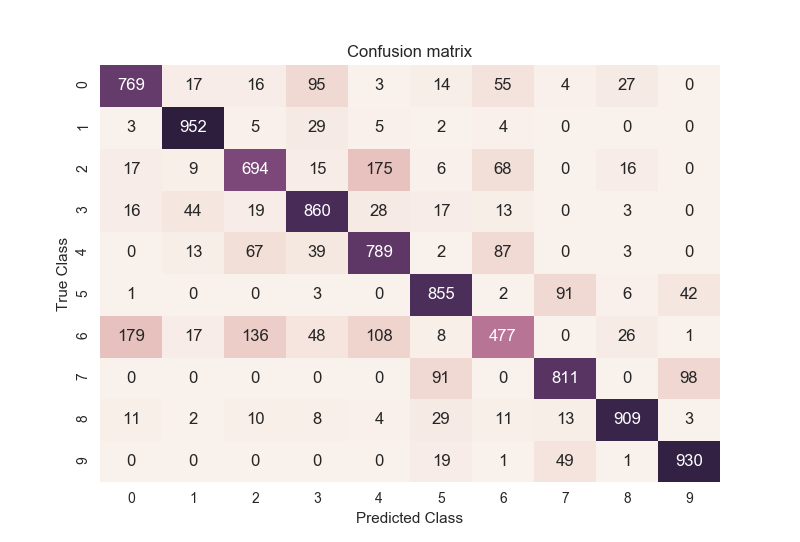 Confusion matrix
True Class
0 769 17 16 95 3 14 55 4 27 0
1 3 952 5 29 5 2 4 0 0 0
2 17 9 694 15 175 6 68 0 16 0
3 16 44 19 860 28 17 13 0 3 0
4 0 13 67 39 789 2 87 0 3 0
5 1 0 0 3 0 855 2 91 6 42
6 179 17 136 48 108 8 477 0 26 1
7 0 0 0 0 0 91 0 811 0 98
8 11 2 10 8 4 29 11 13 909 3
9 0 0 0 0 0 19 1 49 1 930
0 1 2 3 4 5 6 7 8 9
Predicted Class